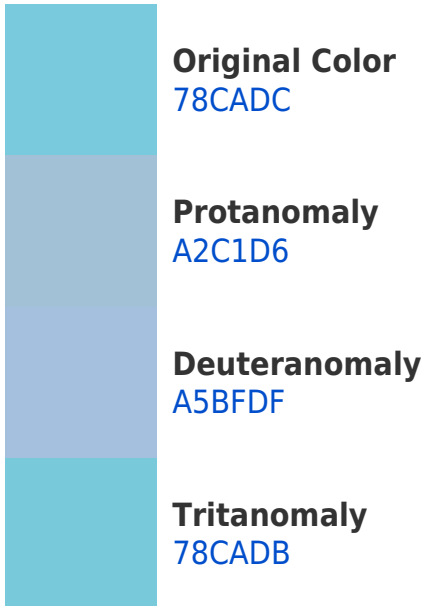 Original Color
78CADC
Protanomaly
A2C1D6
Deuteranomaly
A5BFDF
Tritanomaly
78CADB